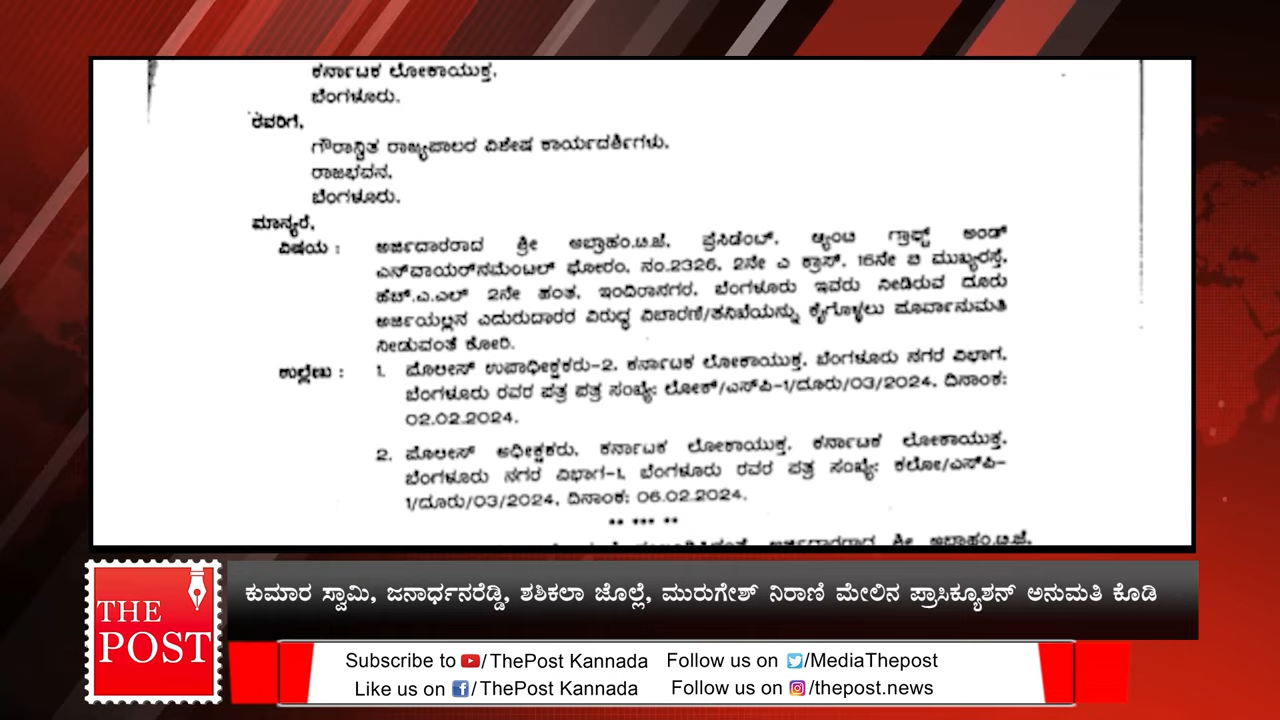 ಕರ್ನಾಟಕ ಲೋಕಾಯುಕ್ತ,
ಬೆಂಗಳೂರು.
ರವರಿಗೆ,
ಗೌರಾನ್ವಿತ ರಾಜ್ಯಪಾಲರ ವಿಶೇಷ ಕಾರ್ಯದರ್ಶಿಗಳು,
ರಾಜಭವನ,
ಬೆಂಗಳೂರು.
ಮಾನ್ಯರೆ,
ವಿಷಯ : ಅರ್ಜಿದಾರರಾದ ಶ್ರೀ ಅಬ್ರಾಹಂ.ಟಿ.ಜೆ, ಪ್ರೆಸಿಡೆಂಟ್, ಆ್ಯಂಟಿ ಗ್ರಾಫ್ಟ್ ಅಂಡ್
ಎನ್‌ವಾಯರ್‌ನಮೆಂಟಲ್ ಫೋರಂ, ನಂ.2326, 2ನೇ ಎ ಕ್ರಾಸ್, 16ನೇ ಬಿ ಮುಖ್ಯರಸ್ತೆ,
ಹೆಚ್.ಎ.ಎಲ್ 2ನೇ ಹಂತ, ಇಂದಿರಾನಗರ, ಬೆಂಗಳೂರು ಇವರು ನೀಡಿರುವ ದೂರು
ಅರ್ಜಿಯಲ್ಲಿನ ಎದುರುದಾರರ ವಿರುದ್ಧ ವಿಚಾರಣೆ/ತನಿಖೆಯನ್ನು ಕೈಗೊಳ್ಳಲು ಪೂರ್ವಾನುಮತಿ
ನೀಡುವಂತೆ ಕೋರಿ.
ಉಲ್ಲೇಖ : 1. ಪೊಲೀಸ್ ಉಪಾಧೀಕ್ಷಕರು-2, ಕರ್ನಾಟಕ ಲೋಕಾಯುಕ್ತ, ಬೆಂಗಳೂರು ನಗರ ವಿಭಾಗ,
ಬೆಂಗಳೂರು ರವರ ಪತ್ರ ಪತ್ರ ಸಂಖ್ಯೆ: ಲೋಕ್/ಎಸ್‌ಪಿ-1/ದೂರು/03/2024, ದಿನಾಂಕ:
02.02.2024.
2. ಪೊಲೀಸ್ ಅಧೀಕ್ಷಕರು, ಕರ್ನಾಟಕ ಲೋಕಾಯುಕ್ತ, ಕರ್ನಾಟಕ ಲೋಕಾಯುಕ್ತ,
ಬೆಂಗಳೂರು ನಗರ ವಿಭಾಗ-1, ಬೆಂಗಳೂರು ರವರ ಪತ್ರ ಸಂಖ್ಯೆ: ಕಲೋ/ಎಸ್‌ಪಿ-
1/ದೂರು/03/2024, ದಿನಾಂಕ: 06.02.2024.
** *** **
ಅರ್ಜಿದಾರರಾದ ಶ್ರೀ ಅಬ್ರಾಹಂ.ಟಿ.ಜೆ,
ಕುಮಾರ ಸ್ವಾಮಿ, ಜನಾರ್ಧನರೆಡ್ಡಿ, ಶಶಿಕಲಾ ಜೊಲ್ಲೆ, ಮುರುಗೇಶ್ ನಿರಾಣಿ ಮೇಲಿನ ಪ್ರಾಸಿಕ್ಯೂಶನ್ ಅನುಮತಿ ಕೊಡಿ
THE
POST
Subscribe to /ThePost Kannada Follow us on /MediaThepost
Like us on /ThePost Kannada Follow us on /thepost.news